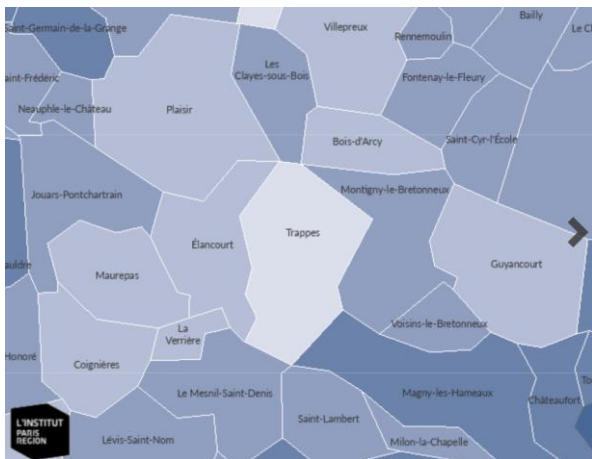 Saint-Germain-de-la-Grange
Villepreux
Bailly
Rennemoulin
Les
Clayes-sous-Bois
Fontenay-le-Fleury
Neauphle-le-Château
Plaisir
Bois-d'Arcy
Saint-Cyr-l'École
Jouars-Pontchartrain
Montigny-le-Bretonneux
Élancourt
Trappes
Guyancourt
Maurepas
La
Verrière
Voisins-le-Bretonneux
Coignières
Honoré
Le Mesnil-Saint-Denis
Magny-les-Hameaux
Châteaufort
Saint-Lambert
Lévis-Saint-Nom
Milon-la-Chapelle
L'INSTITUT
PARIS
REGION